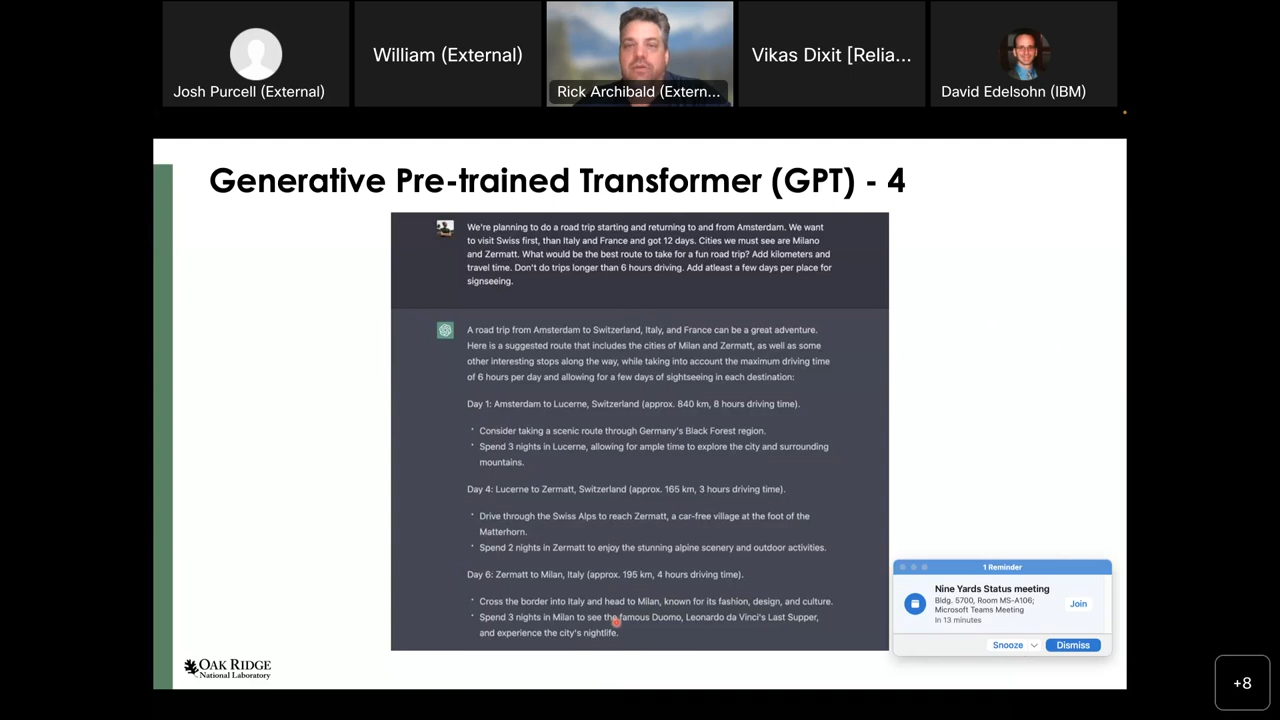 Josh Purcell (External)
William (External)
Rick Archibald (Extern...
Vikas Dixit [Relia...
David Edelsohn (IBM)
Generative Pre-trained Transformer (GPT) - 4
We're planning to do a road trip starting and returning to and from Amsterdam. We want
to visit Swiss first, than Italy and France and got 12 days. Cities we must see are Milano
and Zermatt. What would be the best route to take for a fun road trip? Add kilometers and
travel time. Don't do trips longer than 6 hours driving. Add atleast a few days per place for
signseeing.
A road trip from Amsterdam to Switzerland, Italy, and France can be a great adventure.
Here is a suggested route that includes the cities of Milan and Zermatt, as well as some
other interesting stops along the way, while taking into account the maximum driving time
of 6 hours per day and allowing for a few days of sightseeing in each destination:
Day 1: Amsterdam to Lucerne, Switzerland (approx. 840 km, 8 hours driving time).
• Consider taking a scenic route through Germany's Black Forest region.
• Spend 3 nights in Lucerne, allowing for ample time to explore the city and surrounding
mountains.
Day 4: Lucerne to Zermatt, Switzerland (approx. 165 km, 3 hours driving time).
• Drive through the Swiss Alps to reach Zermatt, a car-free village at the foot of the
Matterhorn.
• Spend 2 nights in Zermatt to enjoy the stunning alpine scenery and outdoor activities.
Day 6: Zermatt to Milan, Italy (approx. 195 km, 4 hours driving time).
• Cross the border into Italy and head to Milan, known for its fashion, design, and culture.
• Spend 3 nights in Milan to see the famous Duomo, Leonardo da Vinci's Last Supper,
and experience the city's nightlife.
1 Reminder
Nine Yards Status meeting
Bldg. 5700, Room MS-A106;
Microsoft Teams Meeting
In 13 minutes
Join
Snooze
Dismiss
OAK RIDGE
National Laboratory
+8